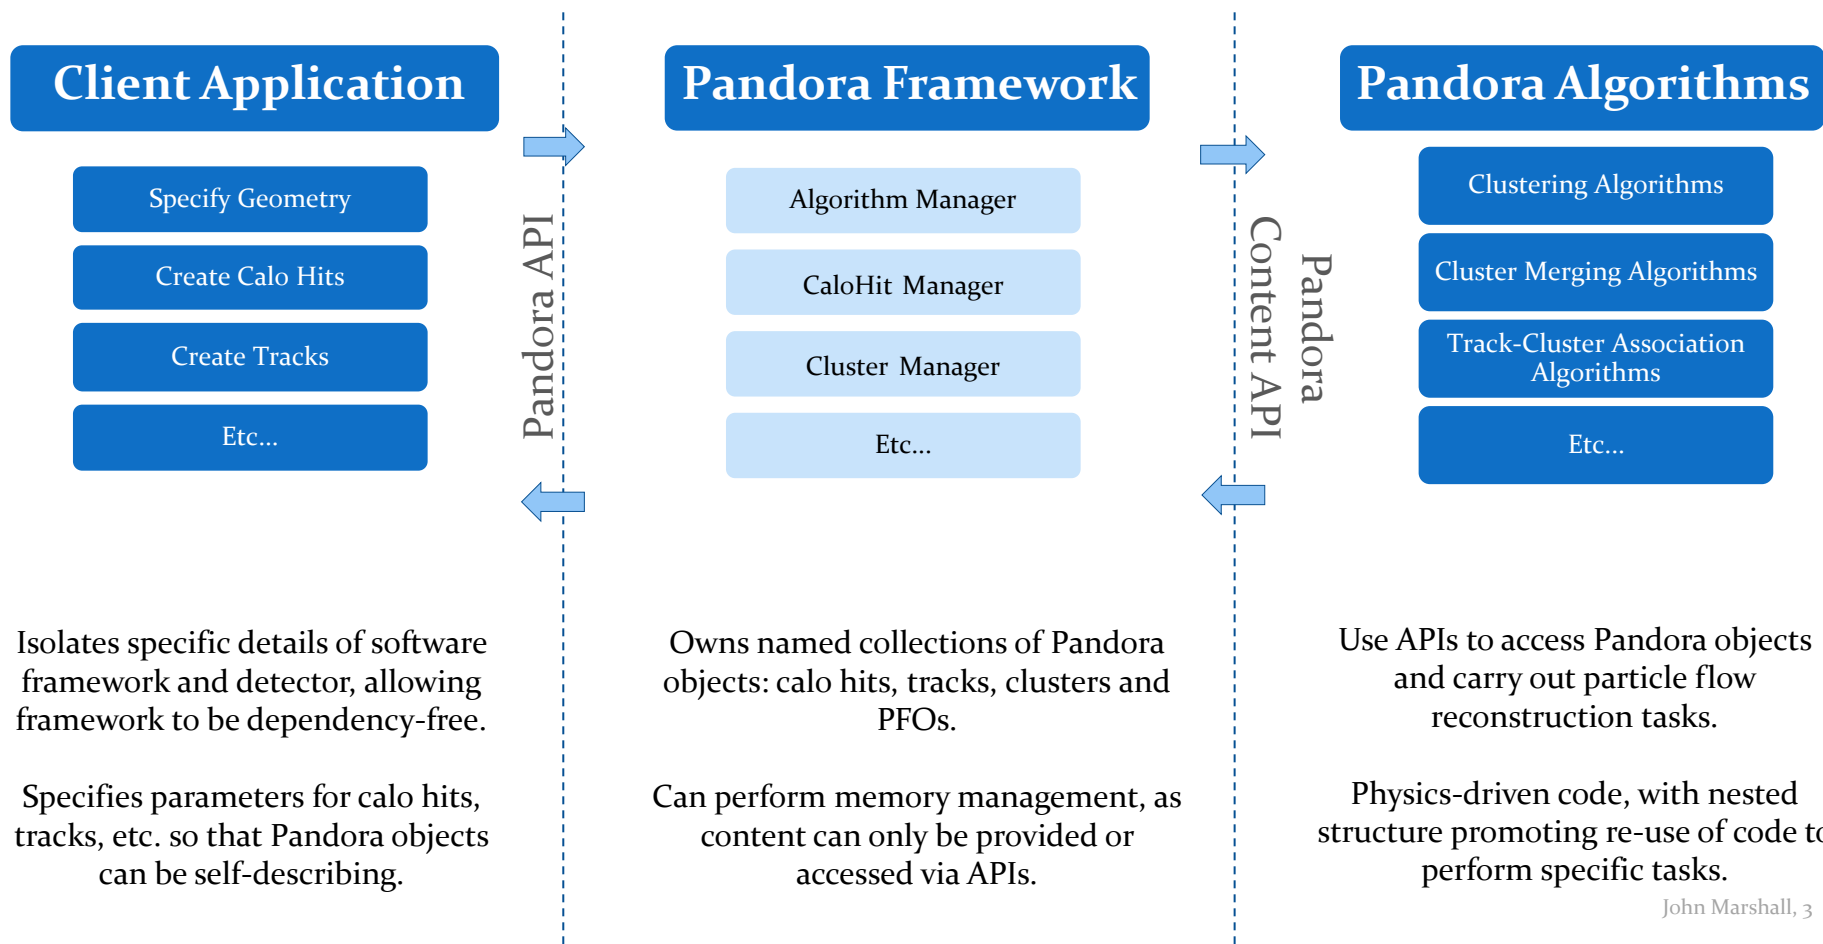 Client Application
Specify Geometry
Create Calo Hits
Create Tracks
Etc...
Isolates specific details of software
framework and detector, allowing
framework to be dependency-free.
Specifies parameters for calo hits,
tracks, etc. so that Pandora objects
can be self-describing.
Pandora API
Pandora Framework
Algorithm Manager
CaloHit Manager
Cluster Manager
Etc...
Owns named collections of Pandora
objects: calo hits, tracks, clusters and
PFOs.
Can perform memory management, as
content can only be provided or
accessed via APIs.
Pandora
Content API
Pandora Algorithms
Clustering Algorithms
Cluster Merging Algorithms
Track-Cluster Association
Algorithms
Etc...
Use APIs to access Pandora objects
and carry out particle flow
reconstruction tasks.
Physics-driven code, with nested
structure promoting re-use of code to
perform specific tasks.
John Marshall, 3